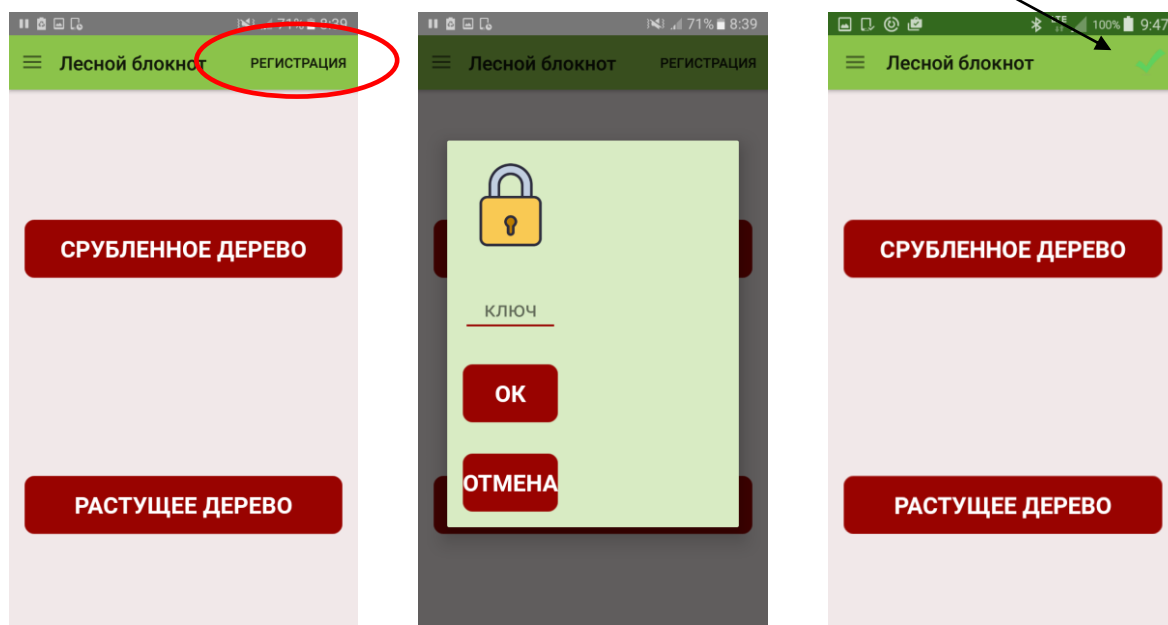 71% 8:39
Лесной блокнот РЕГИСТРАЦИЯ
СРУБЛЕННОЕ ДЕРЕВО
РАСТУЩЕЕ ДЕРЕВО
71% 8:39
Лесной блокнот РЕГИСТРАЦИЯ
ключ
ОК
ОТМЕНА
LTE 100% 9:47
Лесной блокнот
СРУБЛЕННОЕ ДЕРЕВО
РАСТУЩЕЕ ДЕРЕВО